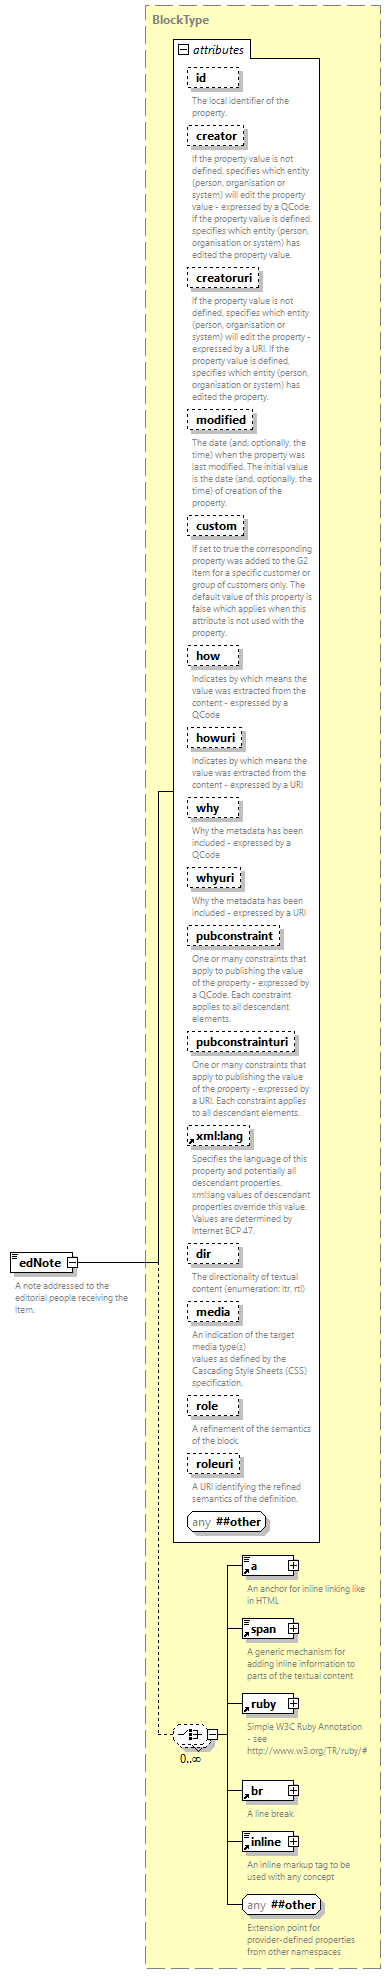 BlockType
attributes
id
The local identifier of the
property.
creator
If the property value is not
defined, specifies which entity
(person, organisation or
system) will edit the property
value - expressed by a QCode.
If the property value is defined,
specifies which entity (person,
organisation or system) has
edited the property value.
creatoruri
If the property value is not
defined, specifies which entity
(person, organisation or
system) will edit the property -
expressed by a URI. If the
property value is defined,
specifies which entity (person,
organisation or system) has
edited the property.
modified
The date (and, optionally, the
time) when the property was
last modified. The initial value
is the date (and, optionally, the
time) of creation of the
property.
custom
If set to true the corresponding
property was added to the G2
Item for a specific customer or
group of customers only. The
default value of this property is
false which applies when this
attribute is not used with the
property.
how
Indicates by which means the
value was extracted from the
content - expressed by a
QCode
howuri
Indicates by which means the
value was extracted from the
content - expressed by a URI
why
Why the metadata has been
included - expressed by a
QCode
whyuri
Why the metadata has been
included - expressed by a URI
pubconstraint
One or many constraints that
apply to publishing the value
of the property - expressed by
a QCode. Each constraint
applies to all descendant
elements.
pubconstrainturi
One or many constraints that
apply to publishing the value
of the property - expressed by
a URI. Each constraint applies
to all descendant elements.
xml:lang
Specifies the language of this
property and potentially all
descendant properties.
xml:lang values of descendant
properties override this value.
Values are determined by
Internet BCP 47.
dir
The directionality of textual
content (enumeration: ltr, rtl)
edNote
A note addressed to the
editorial people receiving the
Item.
media
An indication of the target
media type(s)
values as defined by the
Cascading Style Sheets (CSS)
specification.
role
A refinement of the semantics
of the block.
roleuri
A URI identifying the refined
semantics of the definition.
any ##other
a
An anchor for inline linking like
in HTML
span
A generic mechanism for
adding inline information to
parts of the textual content
ruby
Simple W3C Ruby Annotation
- see
http://www.w3.org/TR/ruby/#
0..∞
br
A line break
inline
An inline markup tag to be
used with any concept
any ##other
Extension point for
provider-defined properties
from other namespaces